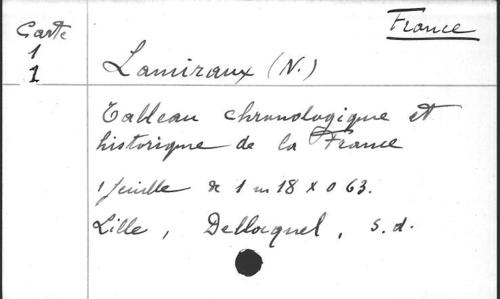 Carte
1
1
France
Lamiraux (N.)
Tableau chronologique et
historique de la France
1 feuille de 1 m 18 x 0 63.
Lille, Delbocquel, s.d.